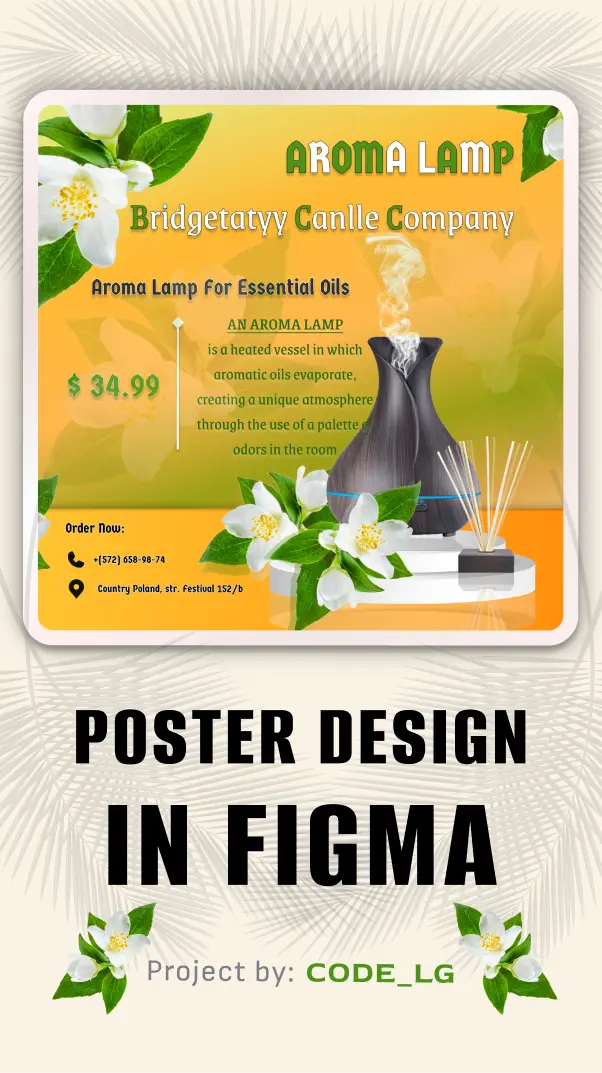 AROMA LAMP
Bridgetatyy Canlle Company
Aroma Lamp For Essential Oils
AN AROMA LAMP
is a heated vessel in which
aromatic oils evaporate,
creating a unique atmosphere
through the use of a palette of
odors in the room
$ 34.99
Order Now:
+(572) 658-98-74
Country Poland, str. Festival 152/b
POSTER DESIGN
IN FIGMA
Project by: CODE_LG